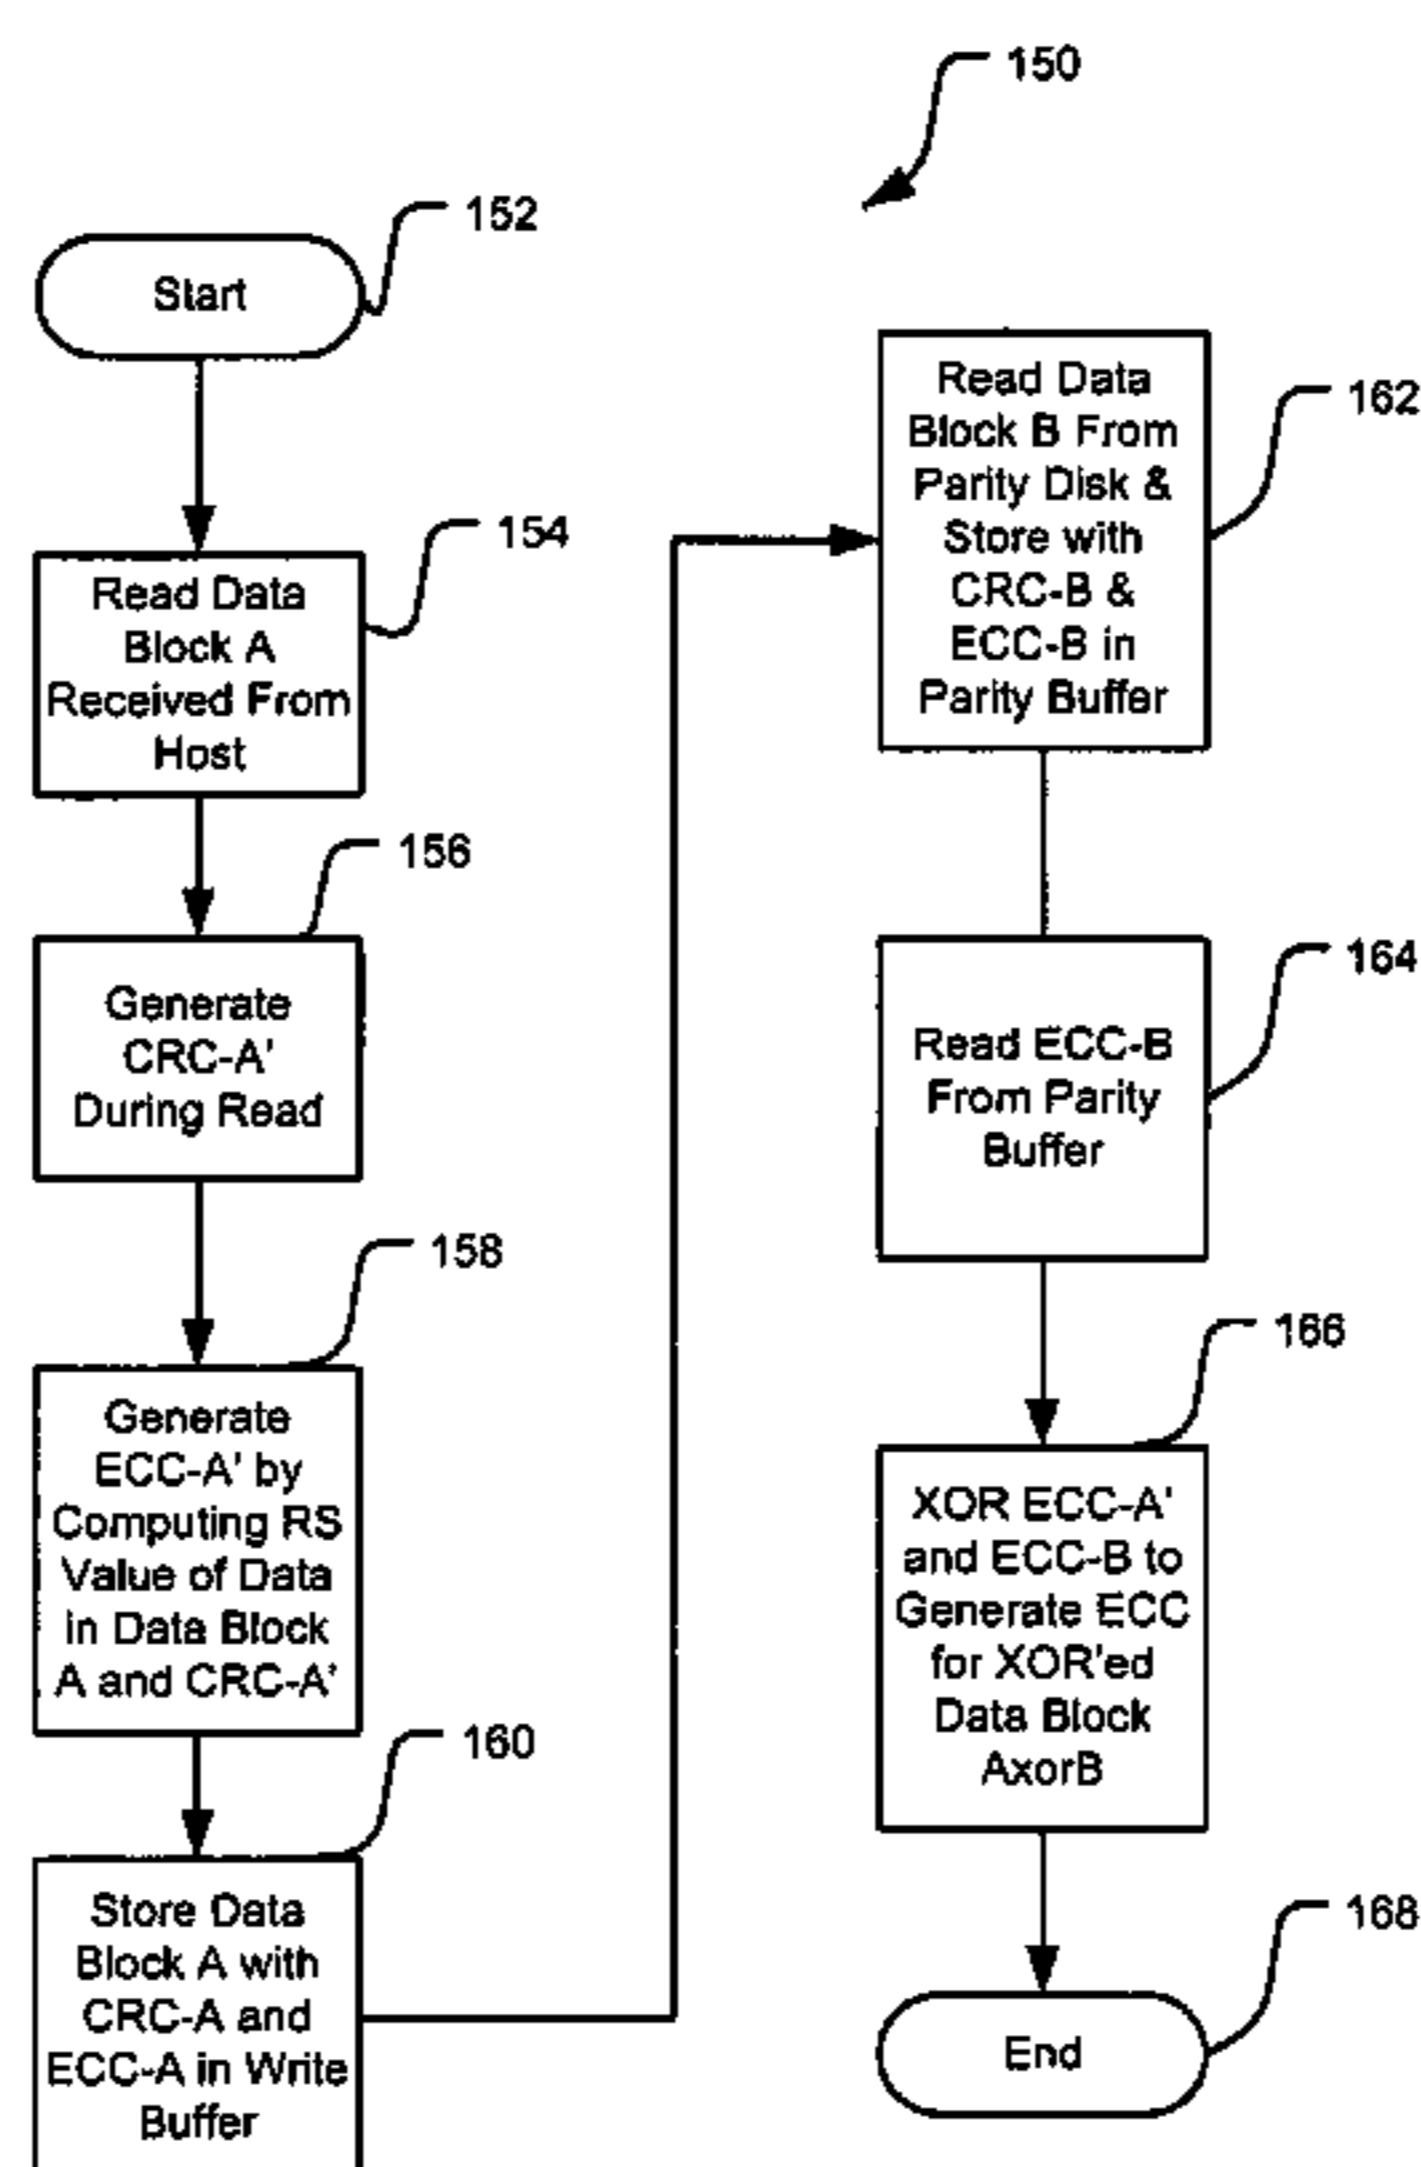 150
152
Start
154
Read Data
Block A
Received From
Host
156
Generate
CRC-A'
During Read
158
Generate
ECC-A' by
Computing RS
Value of Data
in Data Block
A and CRC-A'
160
Store Data
Block A with
CRC-A and
ECC-A in Write
Buffer
162
Read Data
Block B From
Parity Disk &
Store with
CRC-B &
ECC-B in
Parity Buffer
164
Read ECC-B
From Parity
Buffer
166
XOR ECC-A'
and ECC-B to
Generate ECC
for XOR'ed
Data Block
AxorB
168
End